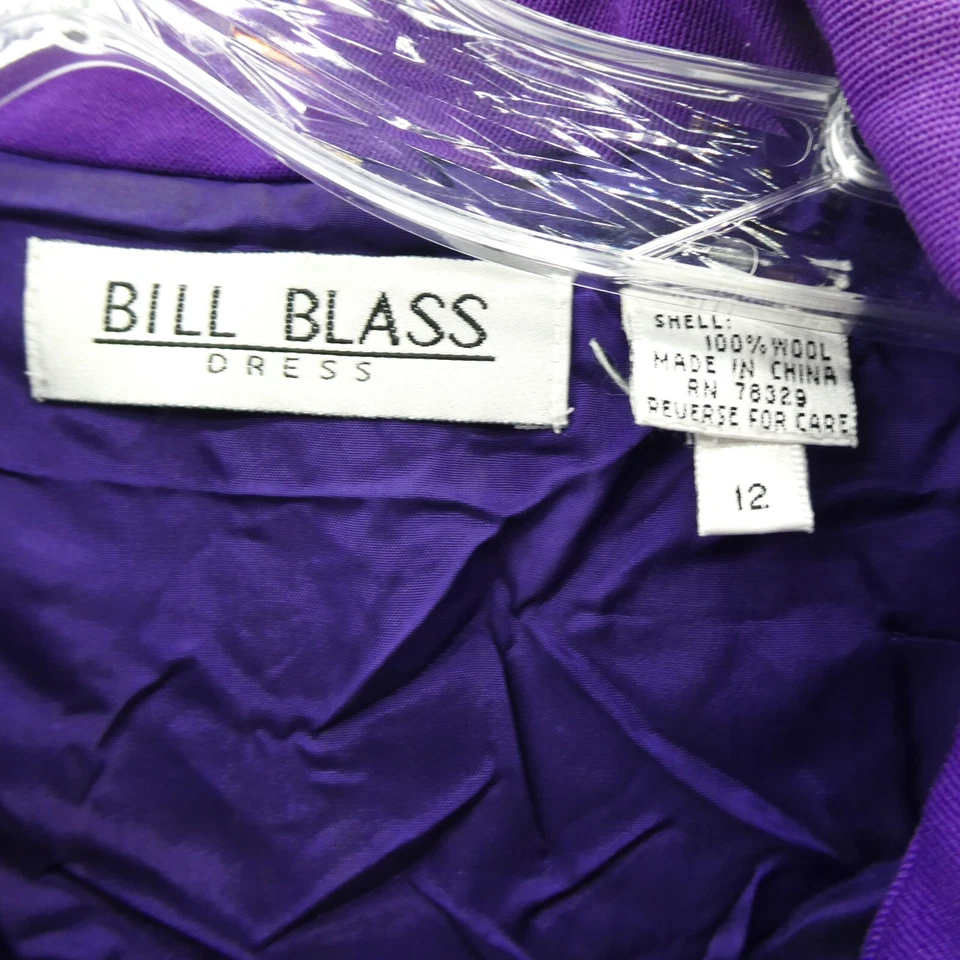 BILL BLASS
DRESS
SHELL:
100% WOOL
MADE IN CHINA
RN 78329
REVERSE FOR CARE
12